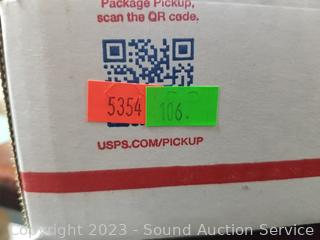 Package Pickup,
scan the QR code.
5354
106.
USPS.COM/PICKUP
Copyright 2023 - Sound Auction Service